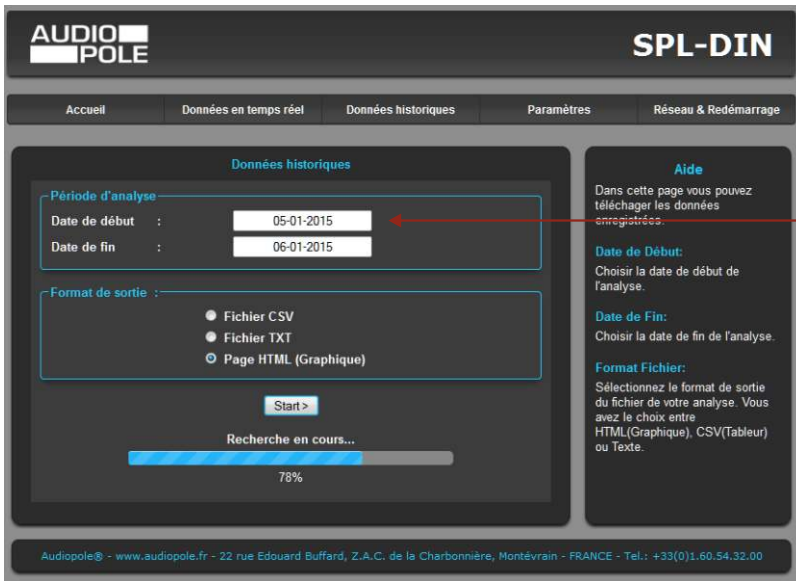 AUDIO
POLE
SPL-DIN
Accueil
Données en temps réel
Données historiques
Paramètres
Réseau & Redémarrage
Données historiques
Période d'analyse
Date de début : 05-01-2015
Date de fin : 06-01-2015
Format de sortie :
Fichier CSV
Fichier TXT
Page HTML (Graphique)
Start >
Recherche en cours...
78%
Aide
Dans cette page vous pouvez
téléchager les données
enregistrées.
Date de Début:
Choisir la date de début de
l'analyse.
Date de Fin:
Choisir la date de fin de l'analyse.
Format Fichier:
Sélectionnez le format de sortie
du fichier de votre analyse. Vous
avez le choix entre
HTML(Graphique), CSV(Tableur)
ou Texte.
Audiopole® - www.audiopole.fr - 22 rue Edouard Buffard, Z.A.C. de la Charbonnière, Montévrain - FRANCE - Tel.: +33(0)1.60.54.32.00